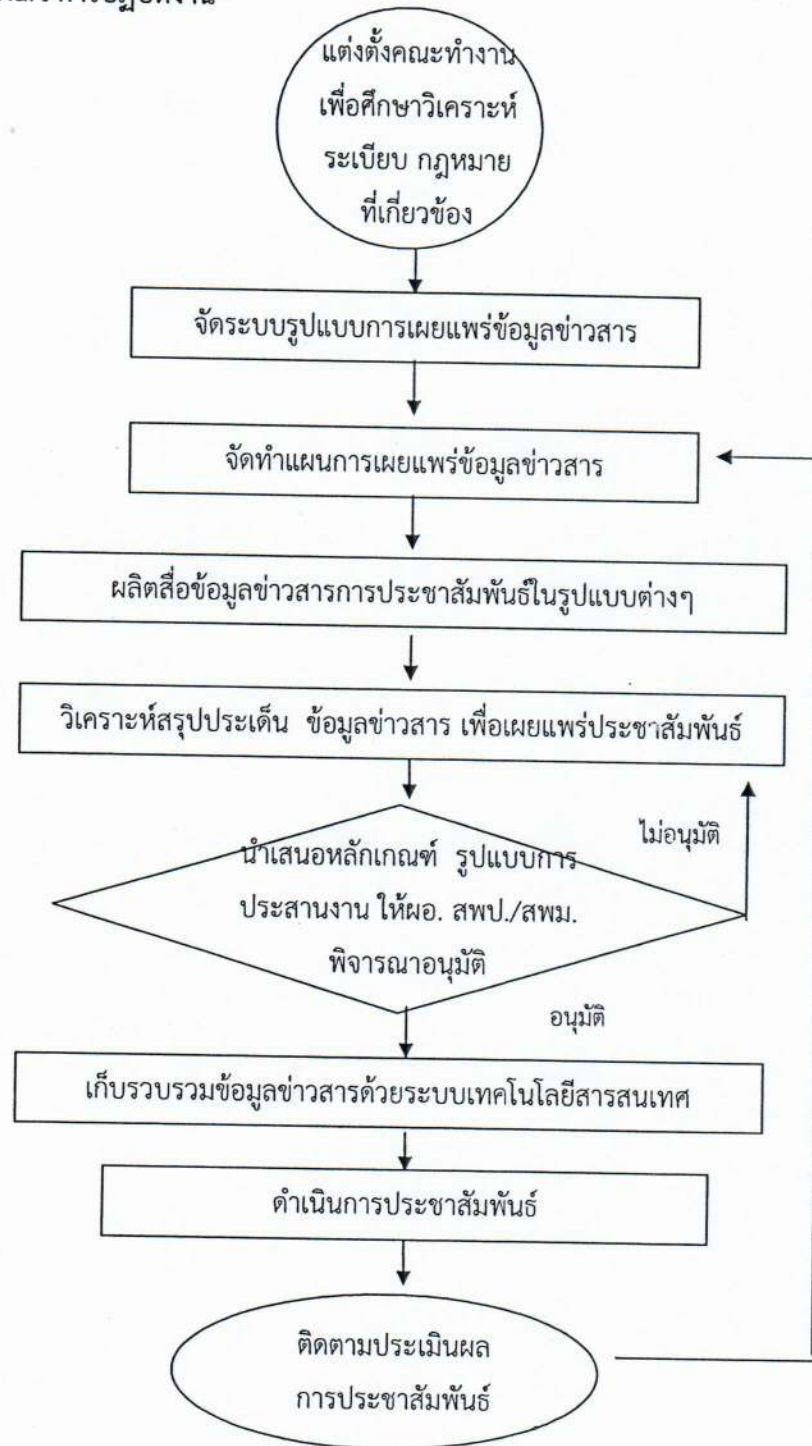 แต่งตั้งคณะทำงาน
เพื่อศึกษาวิเคราะห์
ระเบียบ กฎหมาย
ที่เกี่ยวข้อง
จัดระบบรูปแบบการเผยแพร่ข้อมูลข่าวสาร
จัดทำแผนการเผยแพร่ข้อมูลข่าวสาร
ผลิตสื่อข้อมูลข่าวสารการประชาสัมพันธ์ในรูปแบบต่างๆ
วิเคราะห์สรุปประเด็น ข้อมูลข่าวสาร เพื่อเผยแพร่ประชาสัมพันธ์
ไม่อนุมัติ
นำเสนอหลักเกณฑ์ รูปแบบการ
ประสานงาน ให้ผอ. สพป./สพม.
พิจารณาอนุมัติ
อนุมัติ
เก็บรวบรวมข้อมูลข่าวสารด้วยระบบเทคโนโลยีสารสนเทศ
ดำเนินการประชาสัมพันธ์
ติดตามประเมินผล
การประชาสัมพันธ์